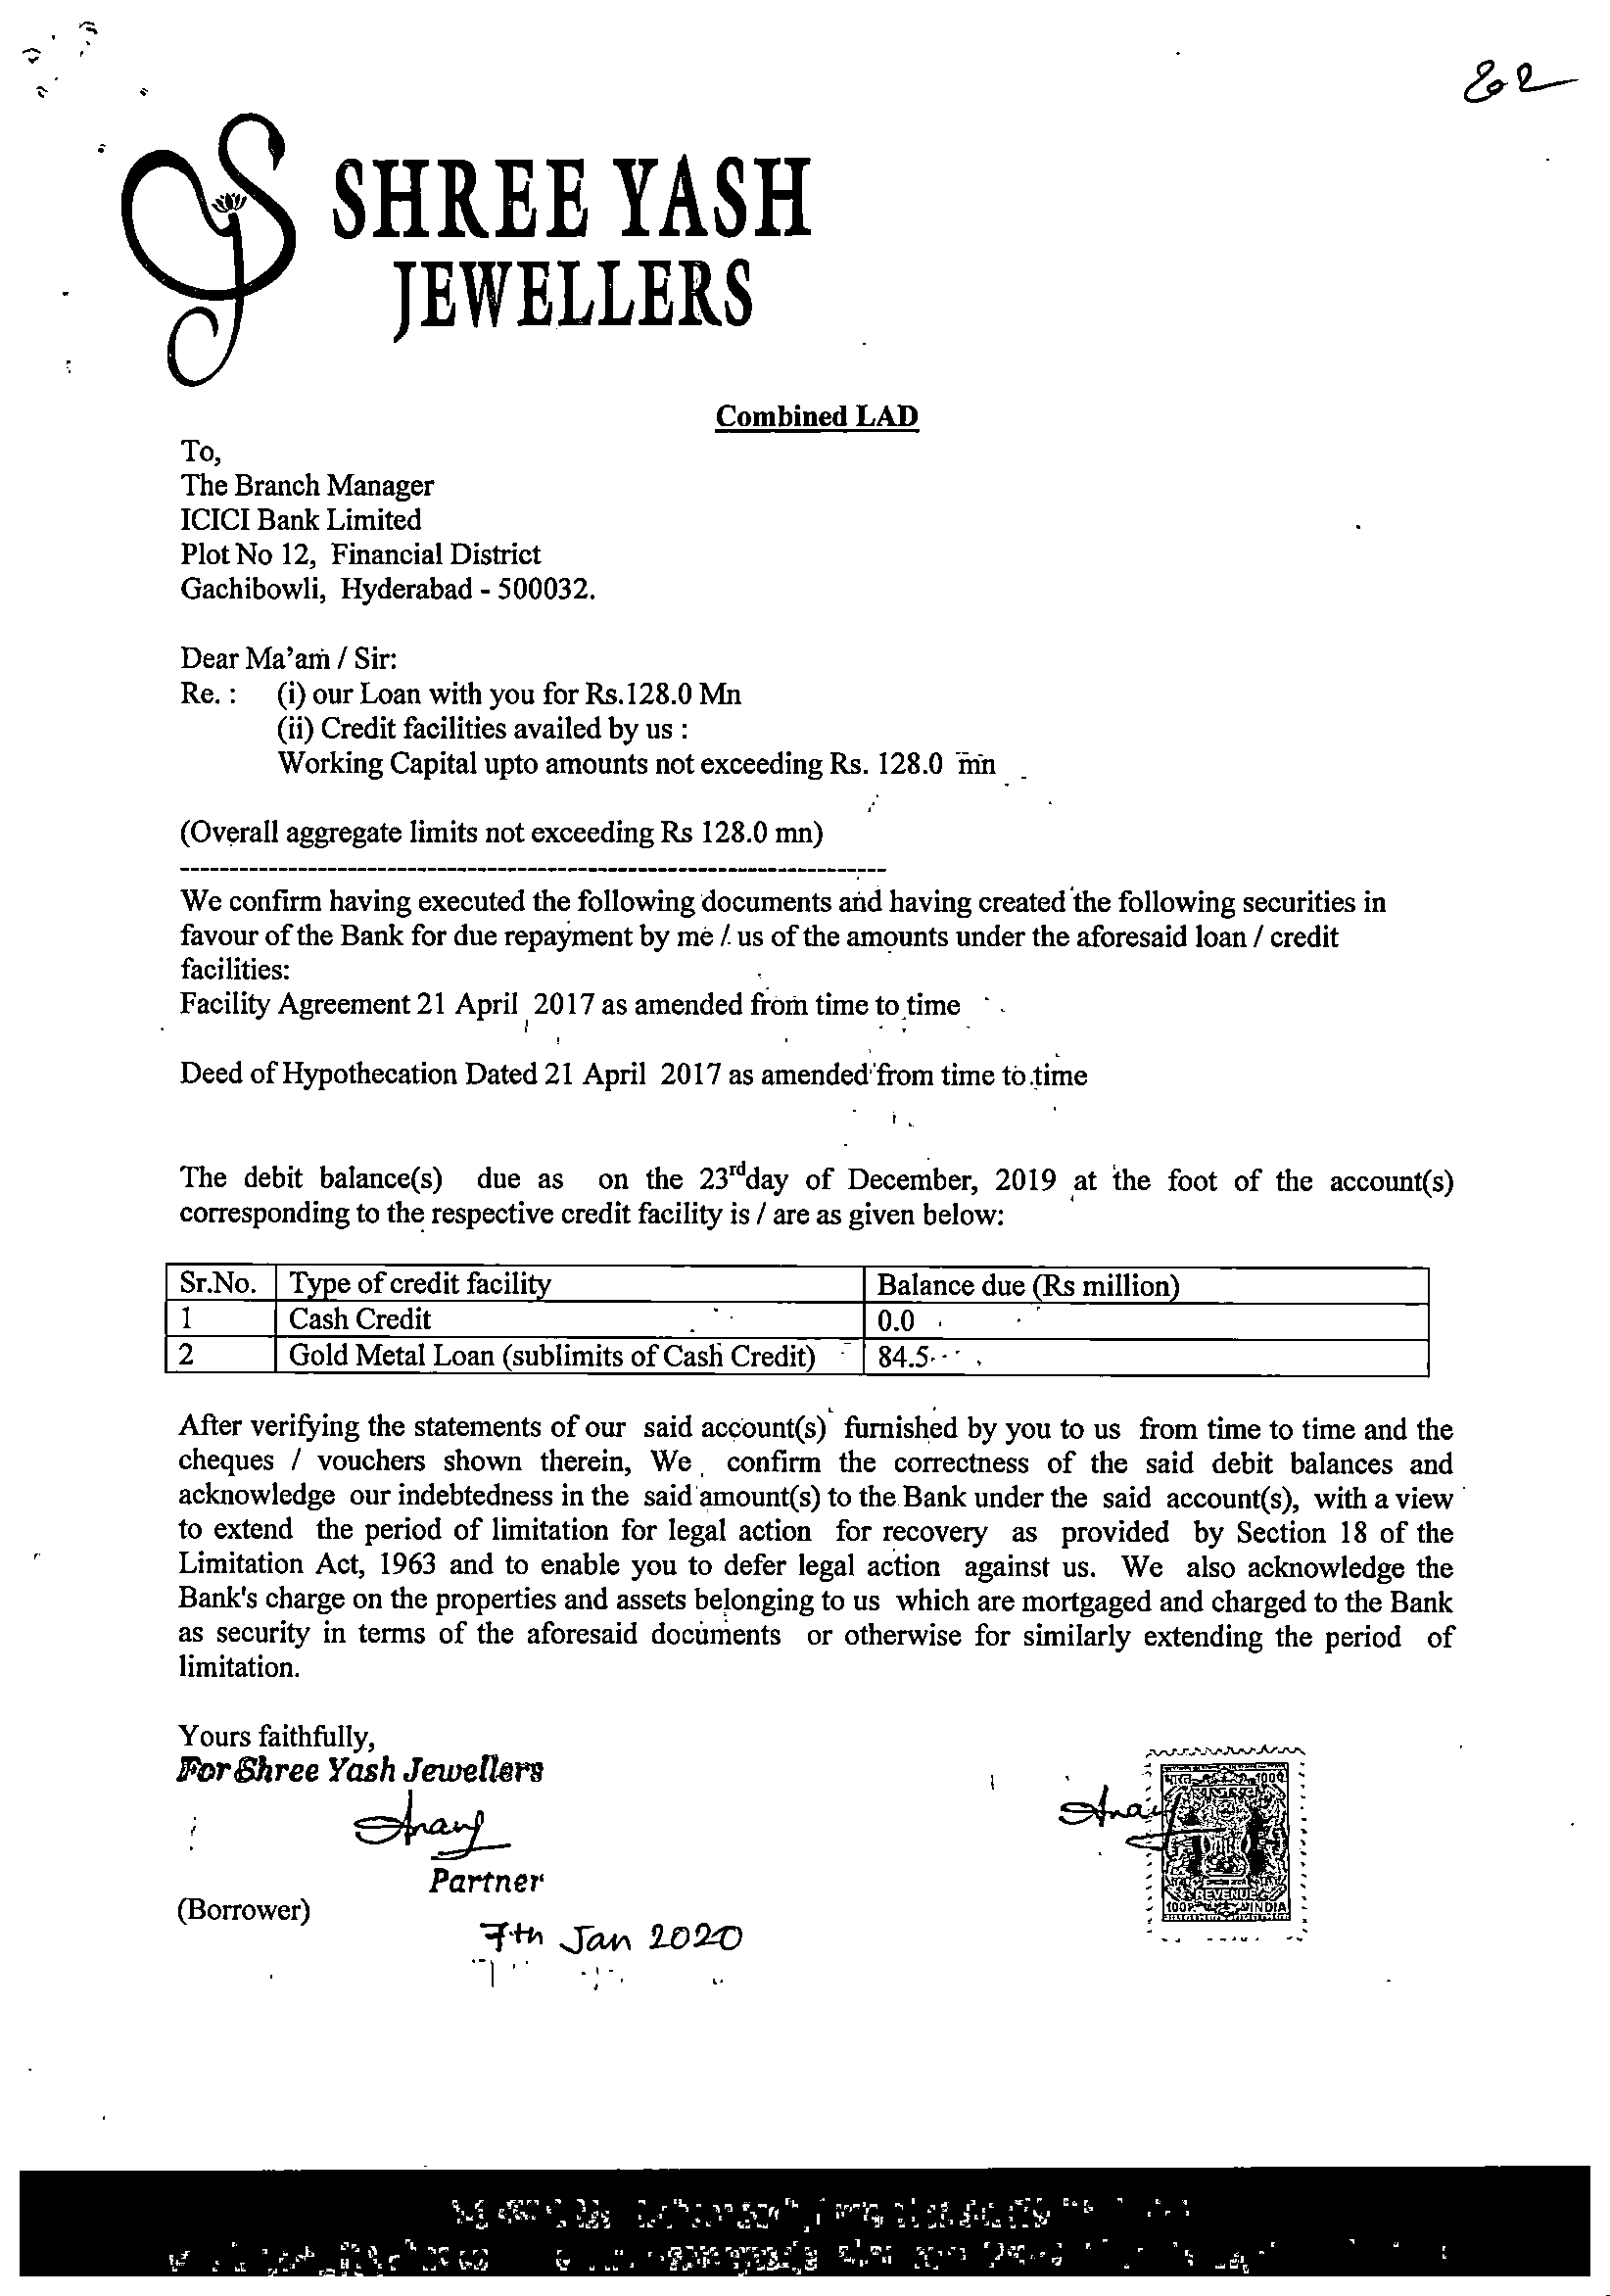 802
SHREE YASH
JEWELLERS
Combined LAD
To,
The Branch Manager
ICICI Bank Limited
Plot No 12, Financial District
Gachibowli, Hyderabad - 500032.
Dear Ma'am / Sir:
Re. : (i) our Loan with you for Rs.128.0 Mn
(ii) Credit facilities availed by us :
Working Capital upto amounts not exceeding Rs. 128.0 mn
(Overall aggregate limits not exceeding Rs 128.0 mn)
We confirm having executed the following documents and having created the following securities in
favour of the Bank for due repayment by me / us of the amounts under the aforesaid loan / credit
facilities:
Facility Agreement 21 April 2017 as amended from time to time
Deed of Hypothecation Dated 21 April 2017 as amended from time to time
The debit balance(s) due as on the 23rd day of December, 2019 at the foot of the account(s)
corresponding to the respective credit facility is / are as given below:
Sr.No. Type of credit facility Balance due (Rs million)
1 Cash Credit 0.0
2 Gold Metal Loan (sublimits of Cash Credit) 84.5
After verifying the statements of our said account(s) furnished by you to us from time to time and the
cheques / vouchers shown therein, We confirm the correctness of the said debit balances and
acknowledge our indebtedness in the said amount(s) to the Bank under the said account(s), with a view
to extend the period of limitation for legal action for recovery as provided by Section 18 of the
Limitation Act, 1963 and to enable you to defer legal action against us. We also acknowledge the
Bank's charge on the properties and assets belonging to us which are mortgaged and charged to the Bank
as security in terms of the aforesaid documents or otherwise for similarly extending the period of
limitation.
Yours faithfully,
For Shree Yash Jewellers
Partner
(Borrower)
7th Jan 2020
REVENUE
INDIA